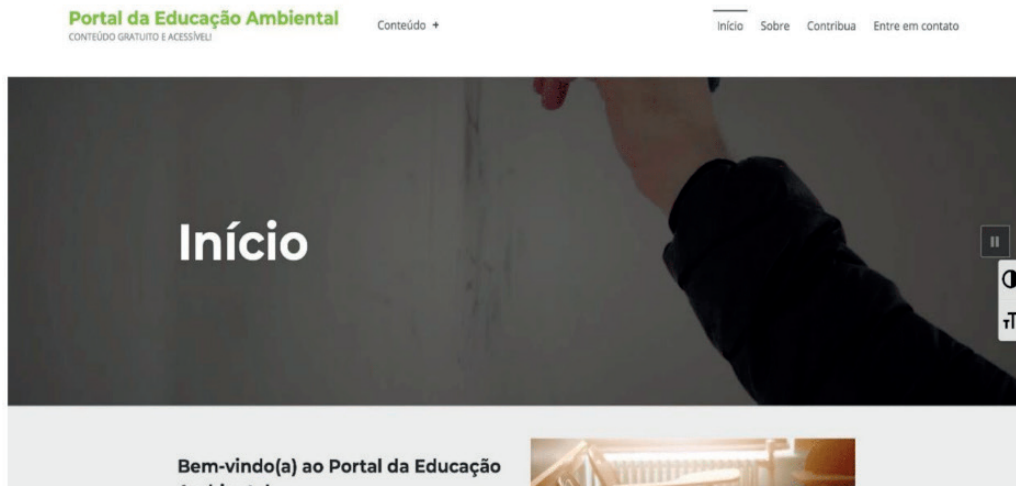 Portal da Educação Ambiental
CONTEÚDO GRATUITO E ACESSÍVEL!
Conteúdo +
Início Sobre Contribua Entre em contato
Início
Bem-vindo(a) ao Portal da Educação